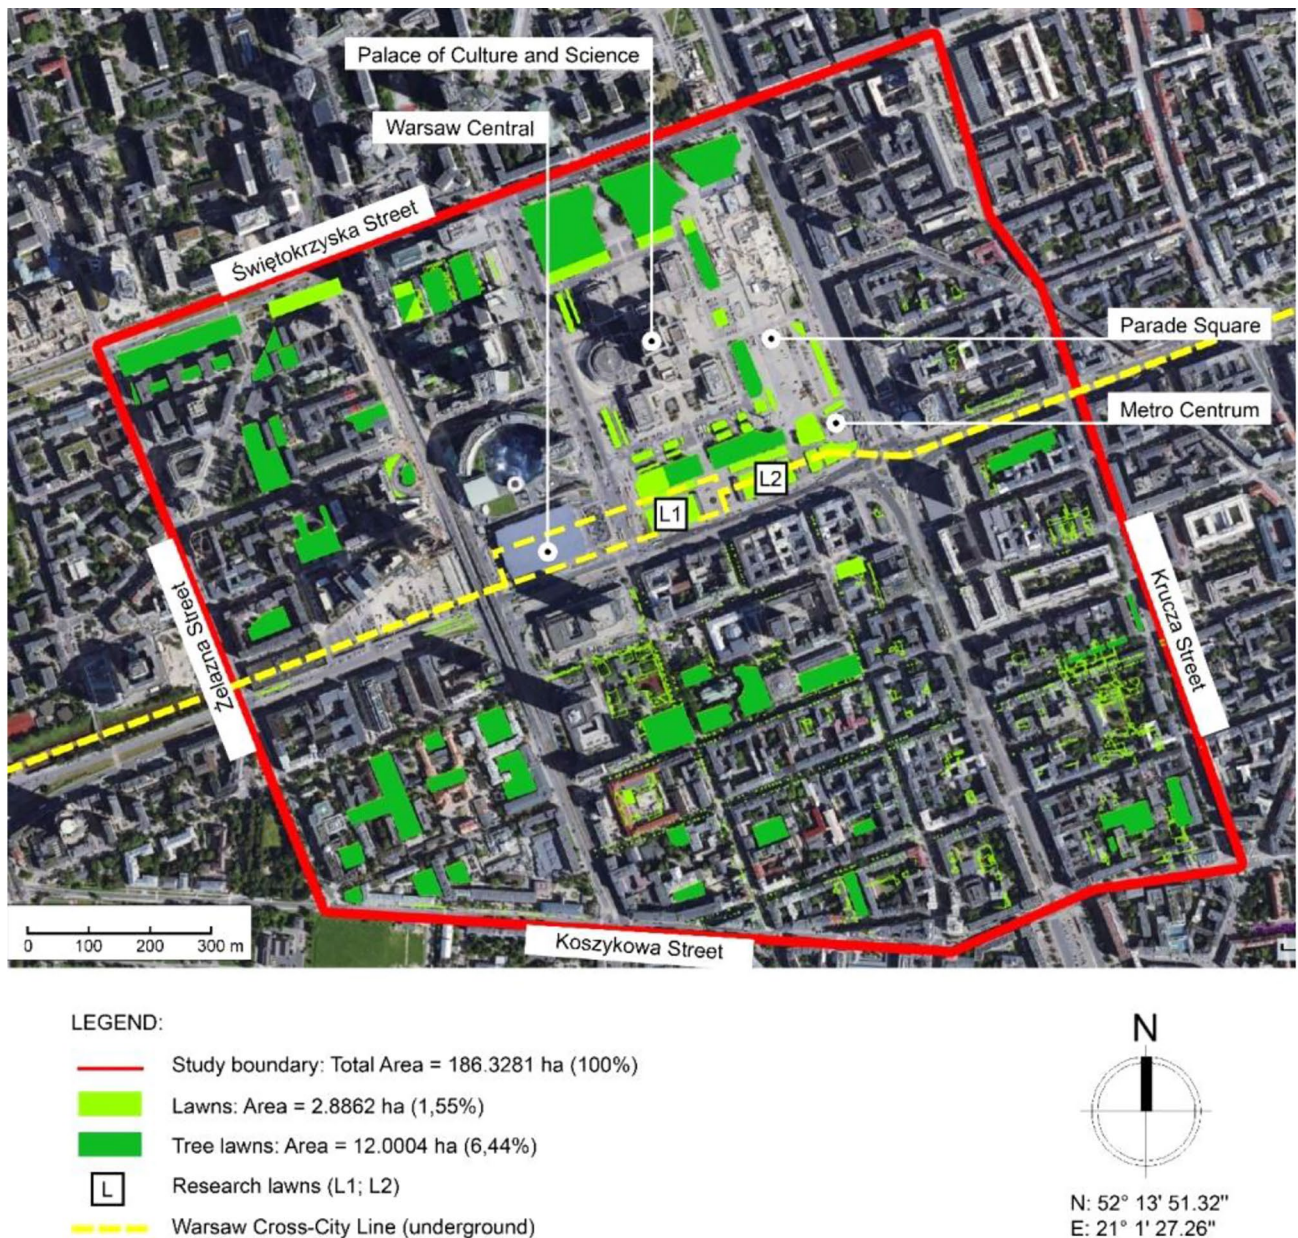 Palace of Culture and Science
Warsaw Central
Świętokrzyska Street
Parade Square
Metro Centrum
L2
L1
Żelazna Street
Krucza Street
Koszykowa Street
0 100 200 300 m
LEGEND:
Study boundary: Total Area = 186.3281 ha (100%)
Lawns: Area = 2.8862 ha (1,55%)
Tree lawns: Area = 12.0004 ha (6,44%)
L Research lawns (L1; L2)
Warsaw Cross-City Line (underground)
N
N: 52° 13' 51.32"
E: 21° 1' 27.26"